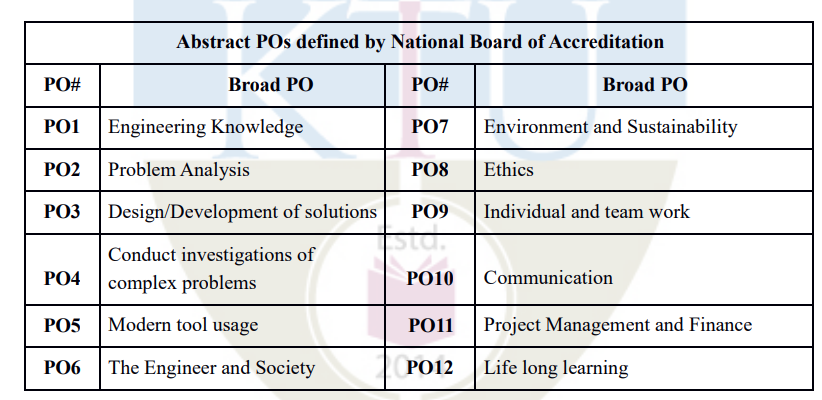 KTU
Abstract POs defined by National Board of Accreditation
PO# Broad PO PO# Broad PO
PO1 Engineering Knowledge PO7 Environment and Sustainability
PO2 Problem Analysis PO8 Ethics
PO3 Design/Development of solutions PO9 Individual and team work
Estd.
PO4 Conduct investigations of
complex problems PO10 Communication
PO5 Modern tool usage PO11 Project Management and Finance
2014
PO6 The Engineer and Society PO12 Life long learning